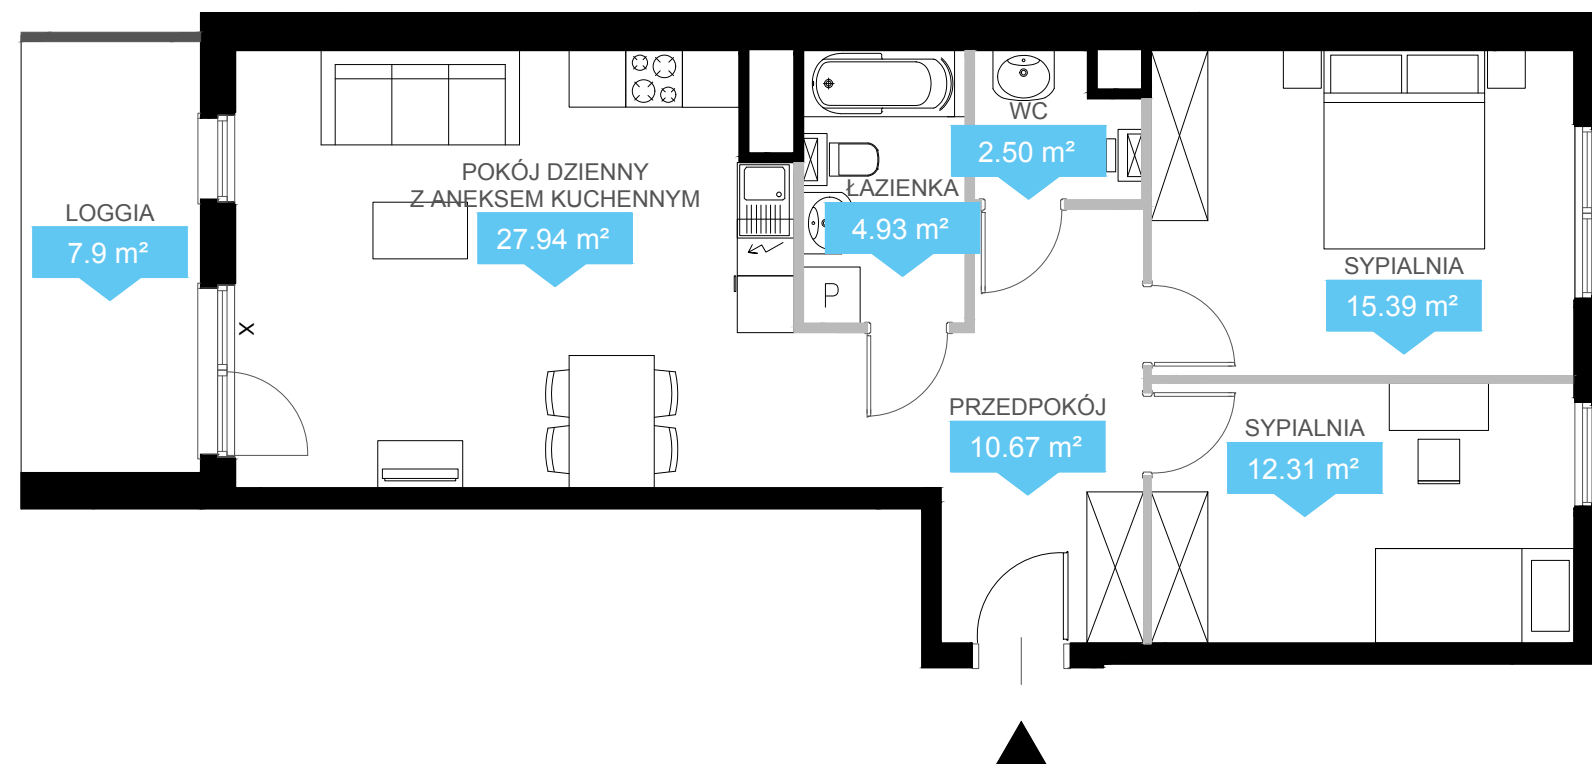 LOGGIA
7.9 m²
POKÓJ DZIENNY
Z ANEKSEM KUCHENNYM
27.94 m²
X
ŁAZIENKA
4.93 m²
P
WC
2.50 m²
PRZEDPOKÓJ
10.67 m²
SYPIALNIA
15.39 m²
SYPIALNIA
12.31 m²